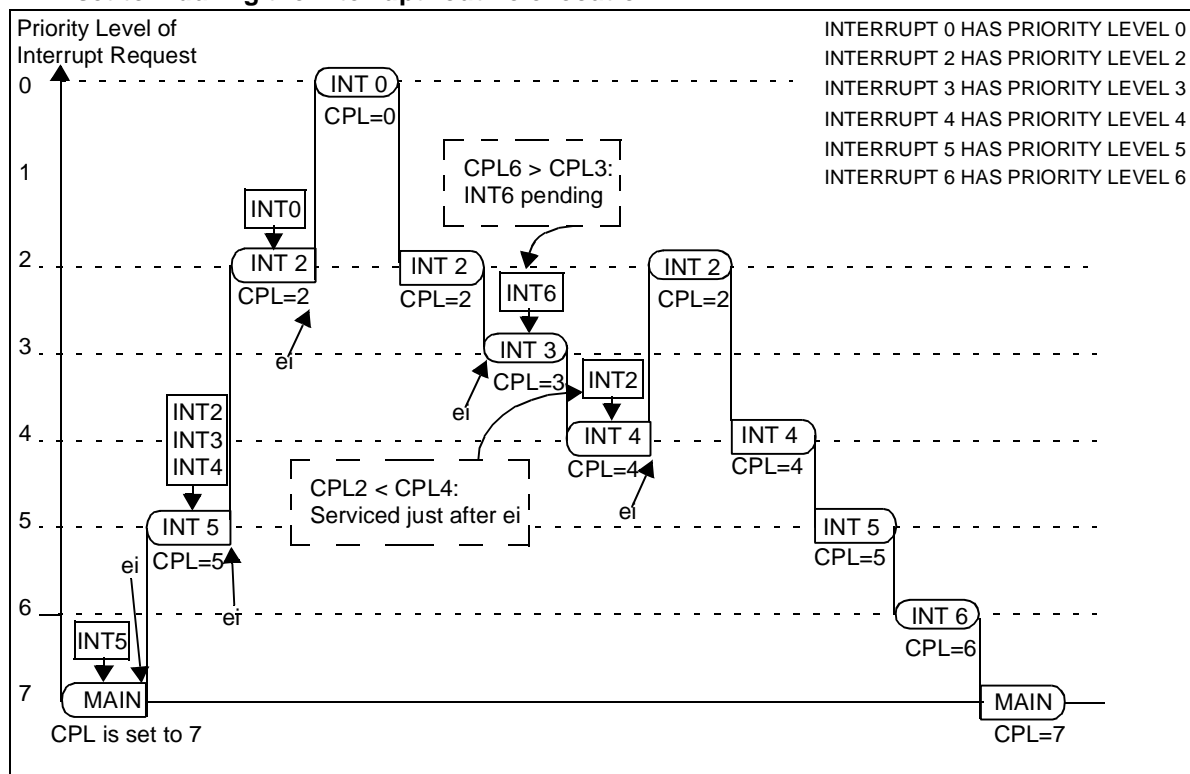 Priority Level of
Interrupt Request
INTERRUPT 0 HAS PRIORITY LEVEL 0
INTERRUPT 2 HAS PRIORITY LEVEL 2
INTERRUPT 3 HAS PRIORITY LEVEL 3
INTERRUPT 4 HAS PRIORITY LEVEL 4
INTERRUPT 5 HAS PRIORITY LEVEL 5
INTERRUPT 6 HAS PRIORITY LEVEL 6
0
INT 0
CPL=0
1
CPL6 > CPL3:
INT6 pending
INT0
2
INT 2
CPL=2
INT 2
CPL=2
INT 2
CPL=2
INT6
ei
3
INT 3
CPL=3
ei
INT2
INT2
INT3
INT4
4
INT 4
CPL=4
INT 4
CPL=4
CPL2 < CPL4:
Serviced just after ei
ei
5
INT 5
CPL=5
INT 5
CPL=5
ei
ei
6
INT 6
CPL=6
INT5
7
MAIN
MAIN
CPL is set to 7
CPL=7